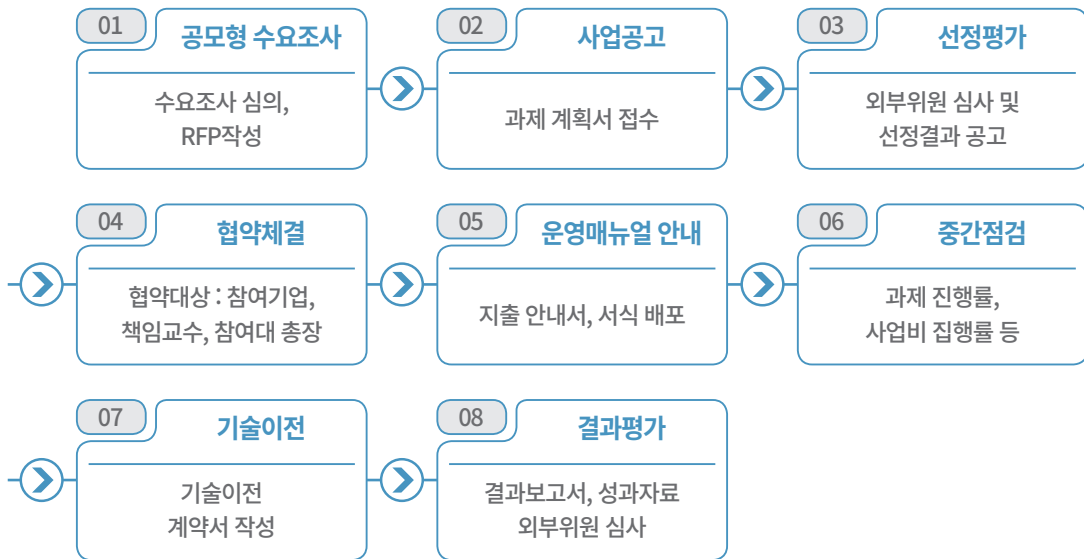 01
공모형 수요조사
수요조사 심의,
RFP작성
02
사업공고
과제 계획서 접수
03
선정평가
외부위원 심사 및
선정결과 공고
04
협약체결
협약대상 : 참여기업,
책임교수, 참여대 총장
05
운영매뉴얼 안내
지출 안내서, 서식 배포
06
중간점검
과제 진행률,
사업비 집행률 등
07
기술이전
기술이전
계약서 작성
08
결과평가
결과보고서, 성과자료
외부위원 심사